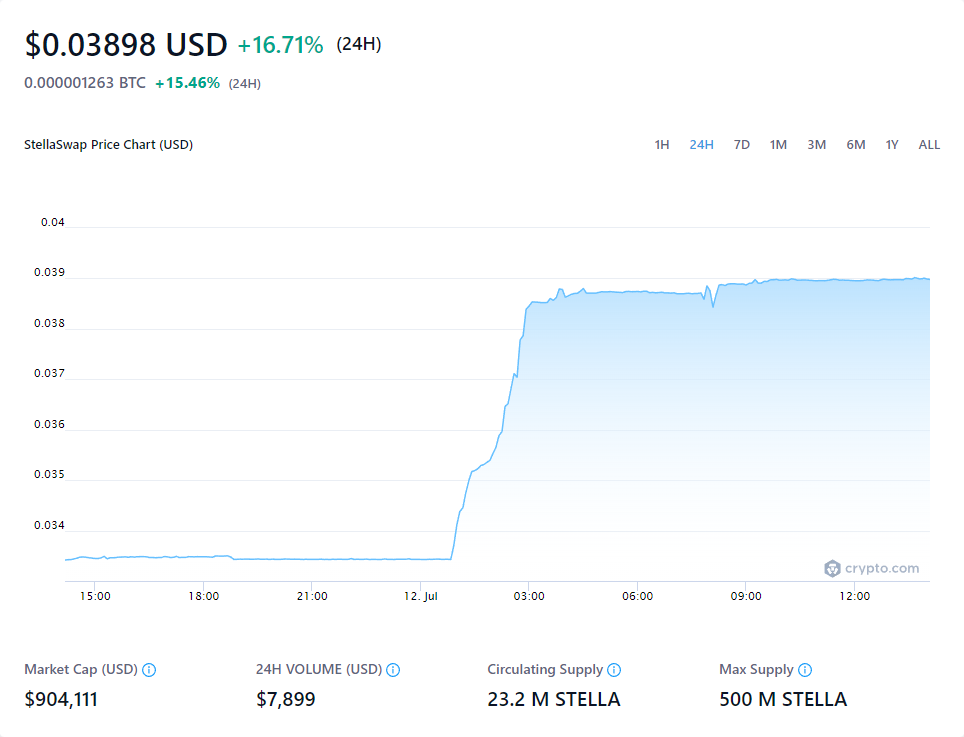 $0.03898 USD +16.71% (24H)
0.000001263 BTC +15.46% (24H)
StellaSwap Price Chart (USD) 1H 24H 7D 1M 3M 6M 1Y ALL
0.04
0.039
0.038
0.037
0.036
0.035
0.034
crypto.com
15:00 18:00 21:00 12. Jul 03:00 06:00 09:00 12:00
Market Cap (USD) 24H VOLUME (USD) Circulating Supply Max Supply
$904,111 $7,899 23.2 M STELLA 500 M STELLA